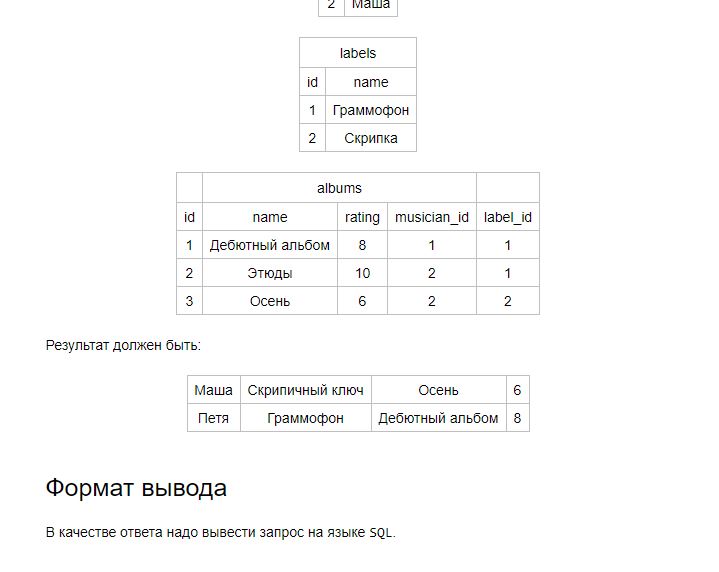 2 Маша
labels
id name
1 Граммофон
2 Скрипка
albums
id name rating musician_id label_id
1 Дебютный альбом 8 1 1
2 Этюды 10 2 1
3 Осень 6 2 2
Результат должен быть:
Маша Скрипичный ключ Осень 6
Петя Граммофон Дебютный альбом 8
Формат вывода
В качестве ответа надо вывести запрос на языке SQL.